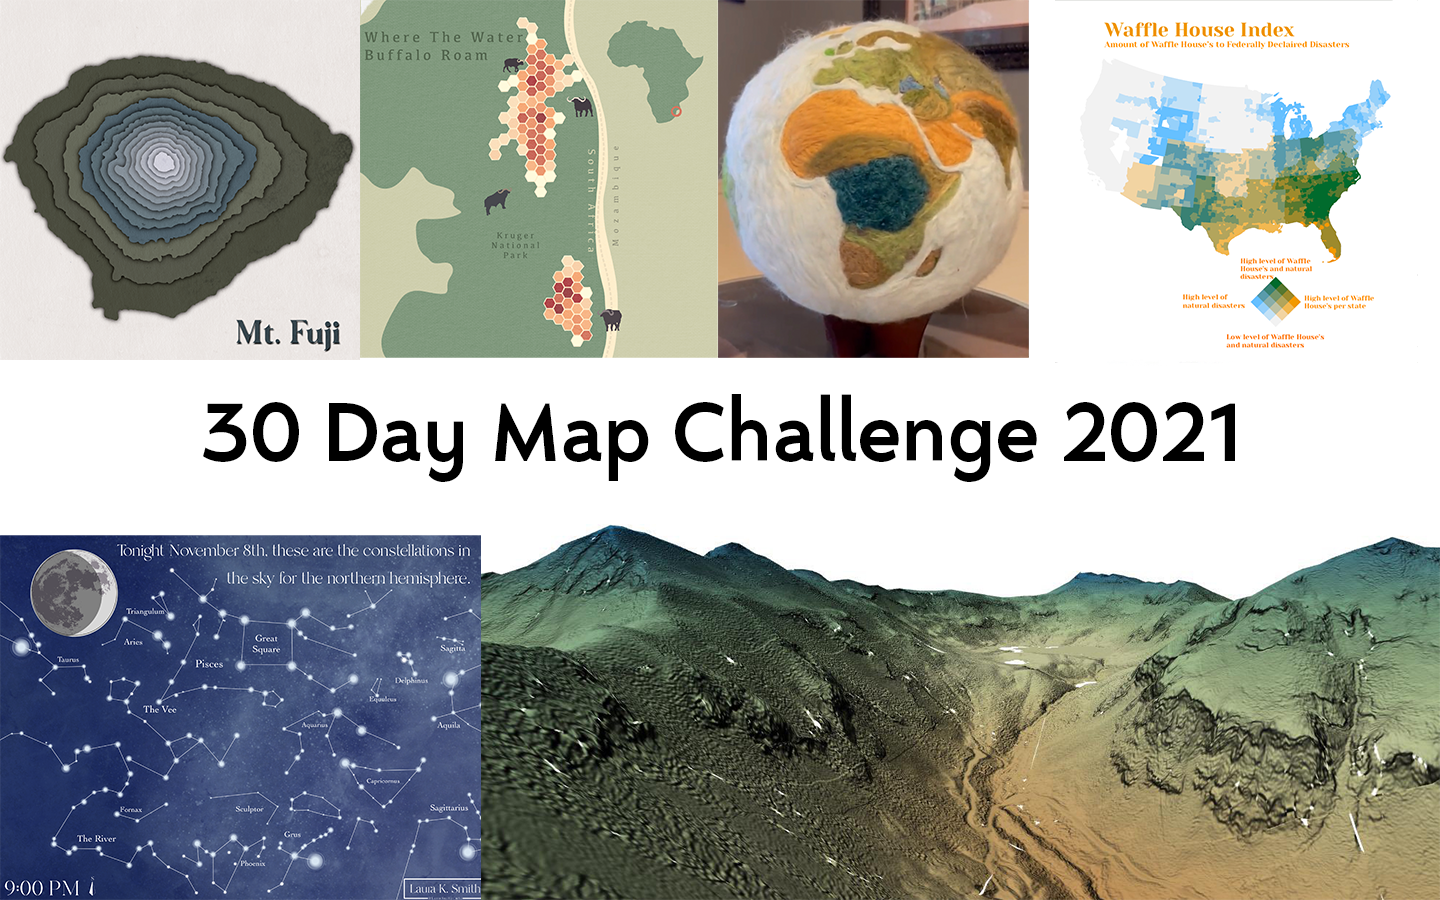 Mt. Fuji
Where The Water
Buffalo Roam
South Africa
Mozambique
Kruger
National
Park
Waffle House Index
Amount of Waffle House's to Federally Declaired Disasters
High level of Waffle
House's and natural
disasters
High level of
natural disasters
High level of Waffle
House's per state
Low level of Waffle House's
and natural disasters
30 Day Map Challenge 2021
Tonight November 8th, these are the constellations in
the sky for the northern hemisphere.
Triangulum
Aries
Great
Square
Sagitta
Taurus
Pisces
Delphinus
Equuleus
The Vee
Aquarius
Aquila
Capricornus
Fornax
Sculptor
Sagittarius
The River
Grus
Phoenix
9:00 PM
Laura K. Smith